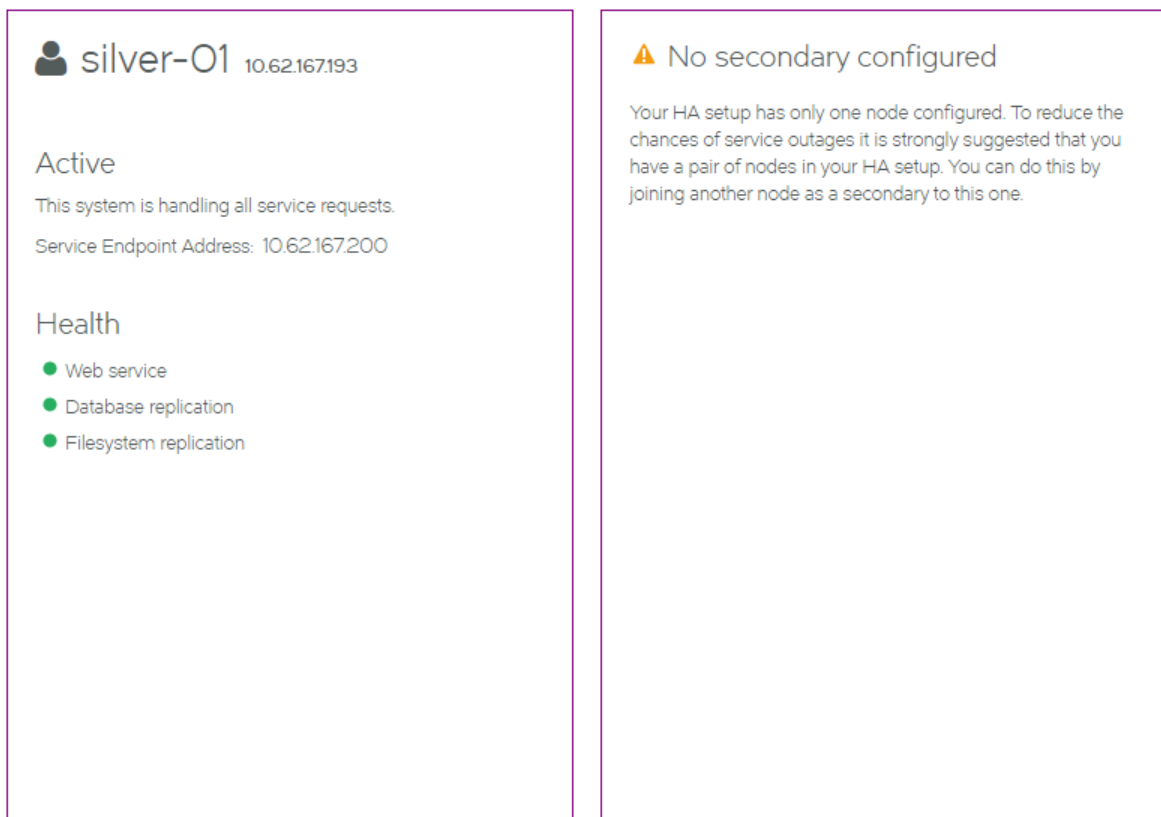 silver-01 10.62.167.193
Active
This system is handling all service requests.
Service Endpoint Address: 10.62.167.200
Health
Web service
Database replication
Filesystem replication
No secondary configured
Your HA setup has only one node configured. To reduce the
chances of service outages it is strongly suggested that you
have a pair of nodes in your HA setup. You can do this by
joining another node as a secondary to this one.